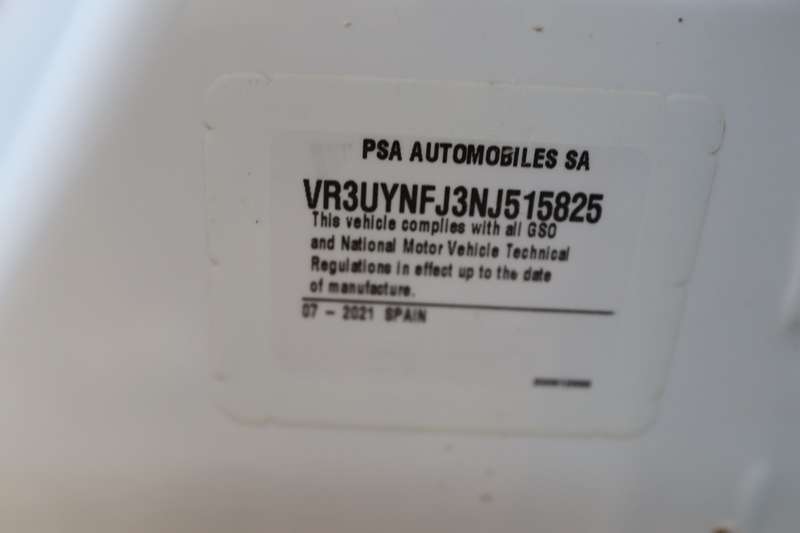 PSA AUTOMOBILES SA
VR3UYNFJ3NJ515825
This vehicle complies with all GSO
and National Motor Vehicle Technical
Regulations in effect up to the date
of manufacture.
07 - 2021 SPAIN